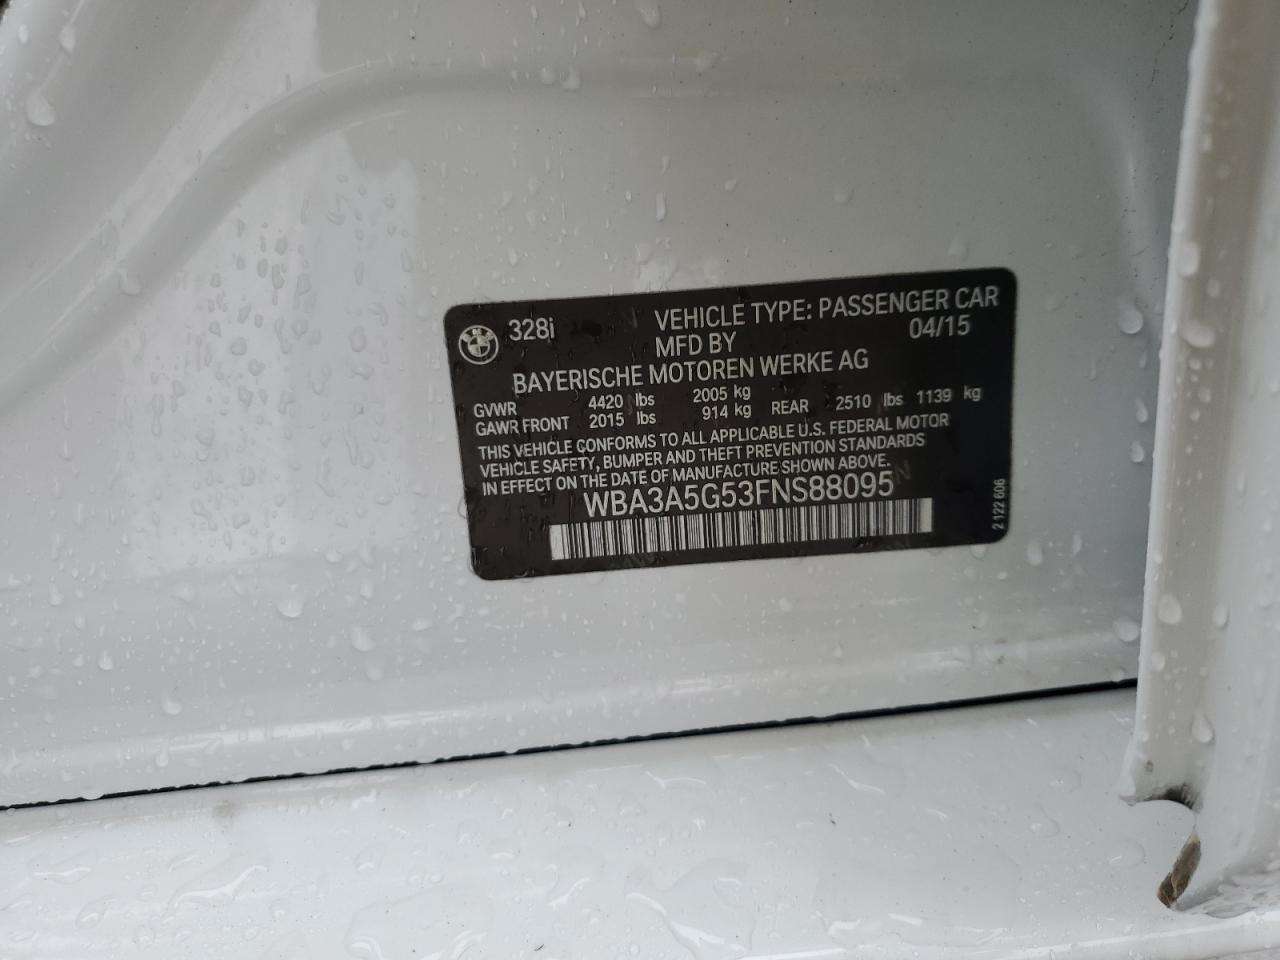 328i VEHICLE TYPE: PASSENGER CAR
MFD BY 04/15
BAYERISCHE MOTOREN WERKE AG
GVWR 4420 lbs 2005 kg
GAWR FRONT 2015 lbs 914 kg REAR 2510 lbs 1139 kg
THIS VEHICLE CONFORMS TO ALL APPLICABLE U.S. FEDERAL MOTOR
VEHICLE SAFETY, BUMPER AND THEFT PREVENTION STANDARDS
IN EFFECT ON THE DATE OF MANUFACTURE SHOWN ABOVE.
WBA3A5G53FNS88095
2 122 606